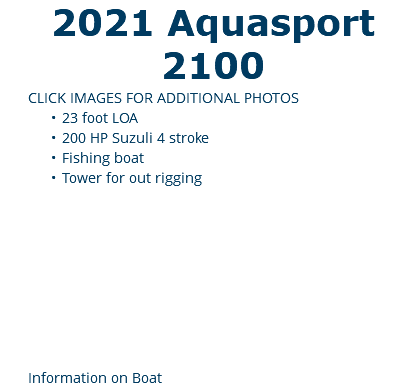 2021 Aquasport
2100
CLICK IMAGES FOR ADDITIONAL PHOTOS
• 23 foot LOA
• 200 HP Suzuli 4 stroke
• Fishing boat
• Tower for out rigging
Information on Boat